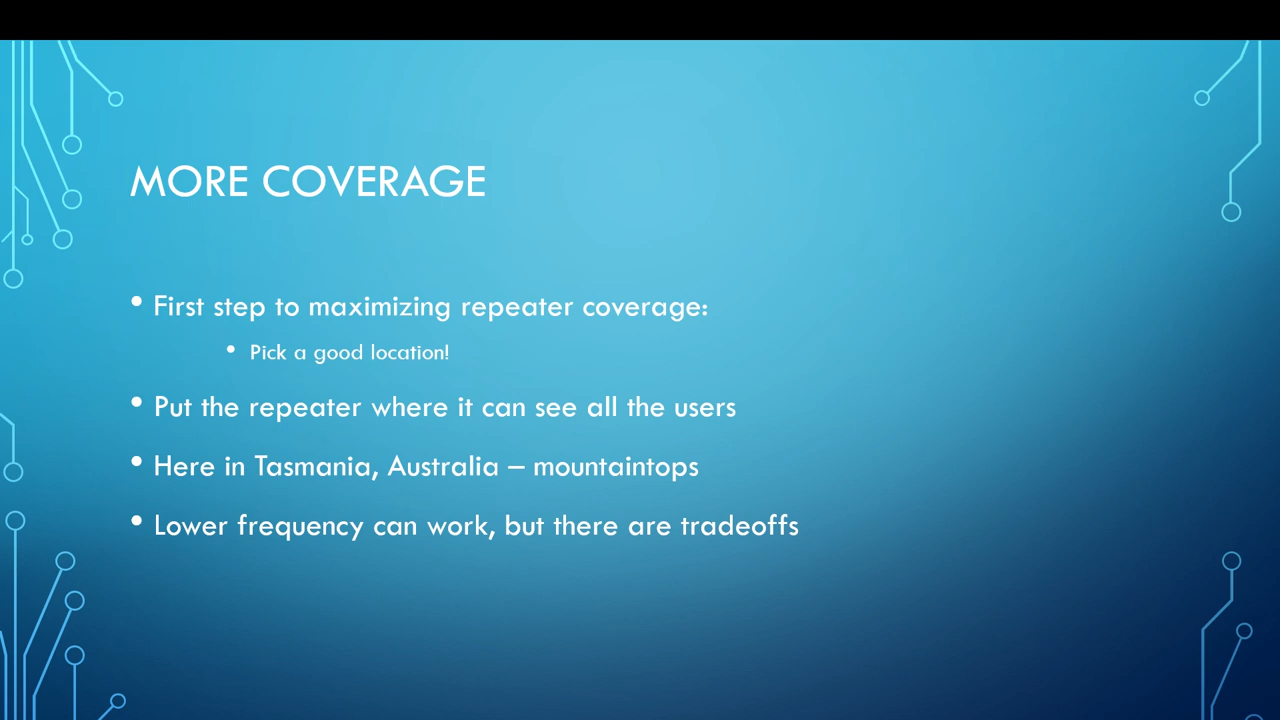 MORE COVERAGE
• First step to maximizing repeater coverage:
• Pick a good location!
• Put the repeater where it can see all the users
• Here in Tasmania, Australia – mountaintops
• Lower frequency can work, but there are tradeoffs